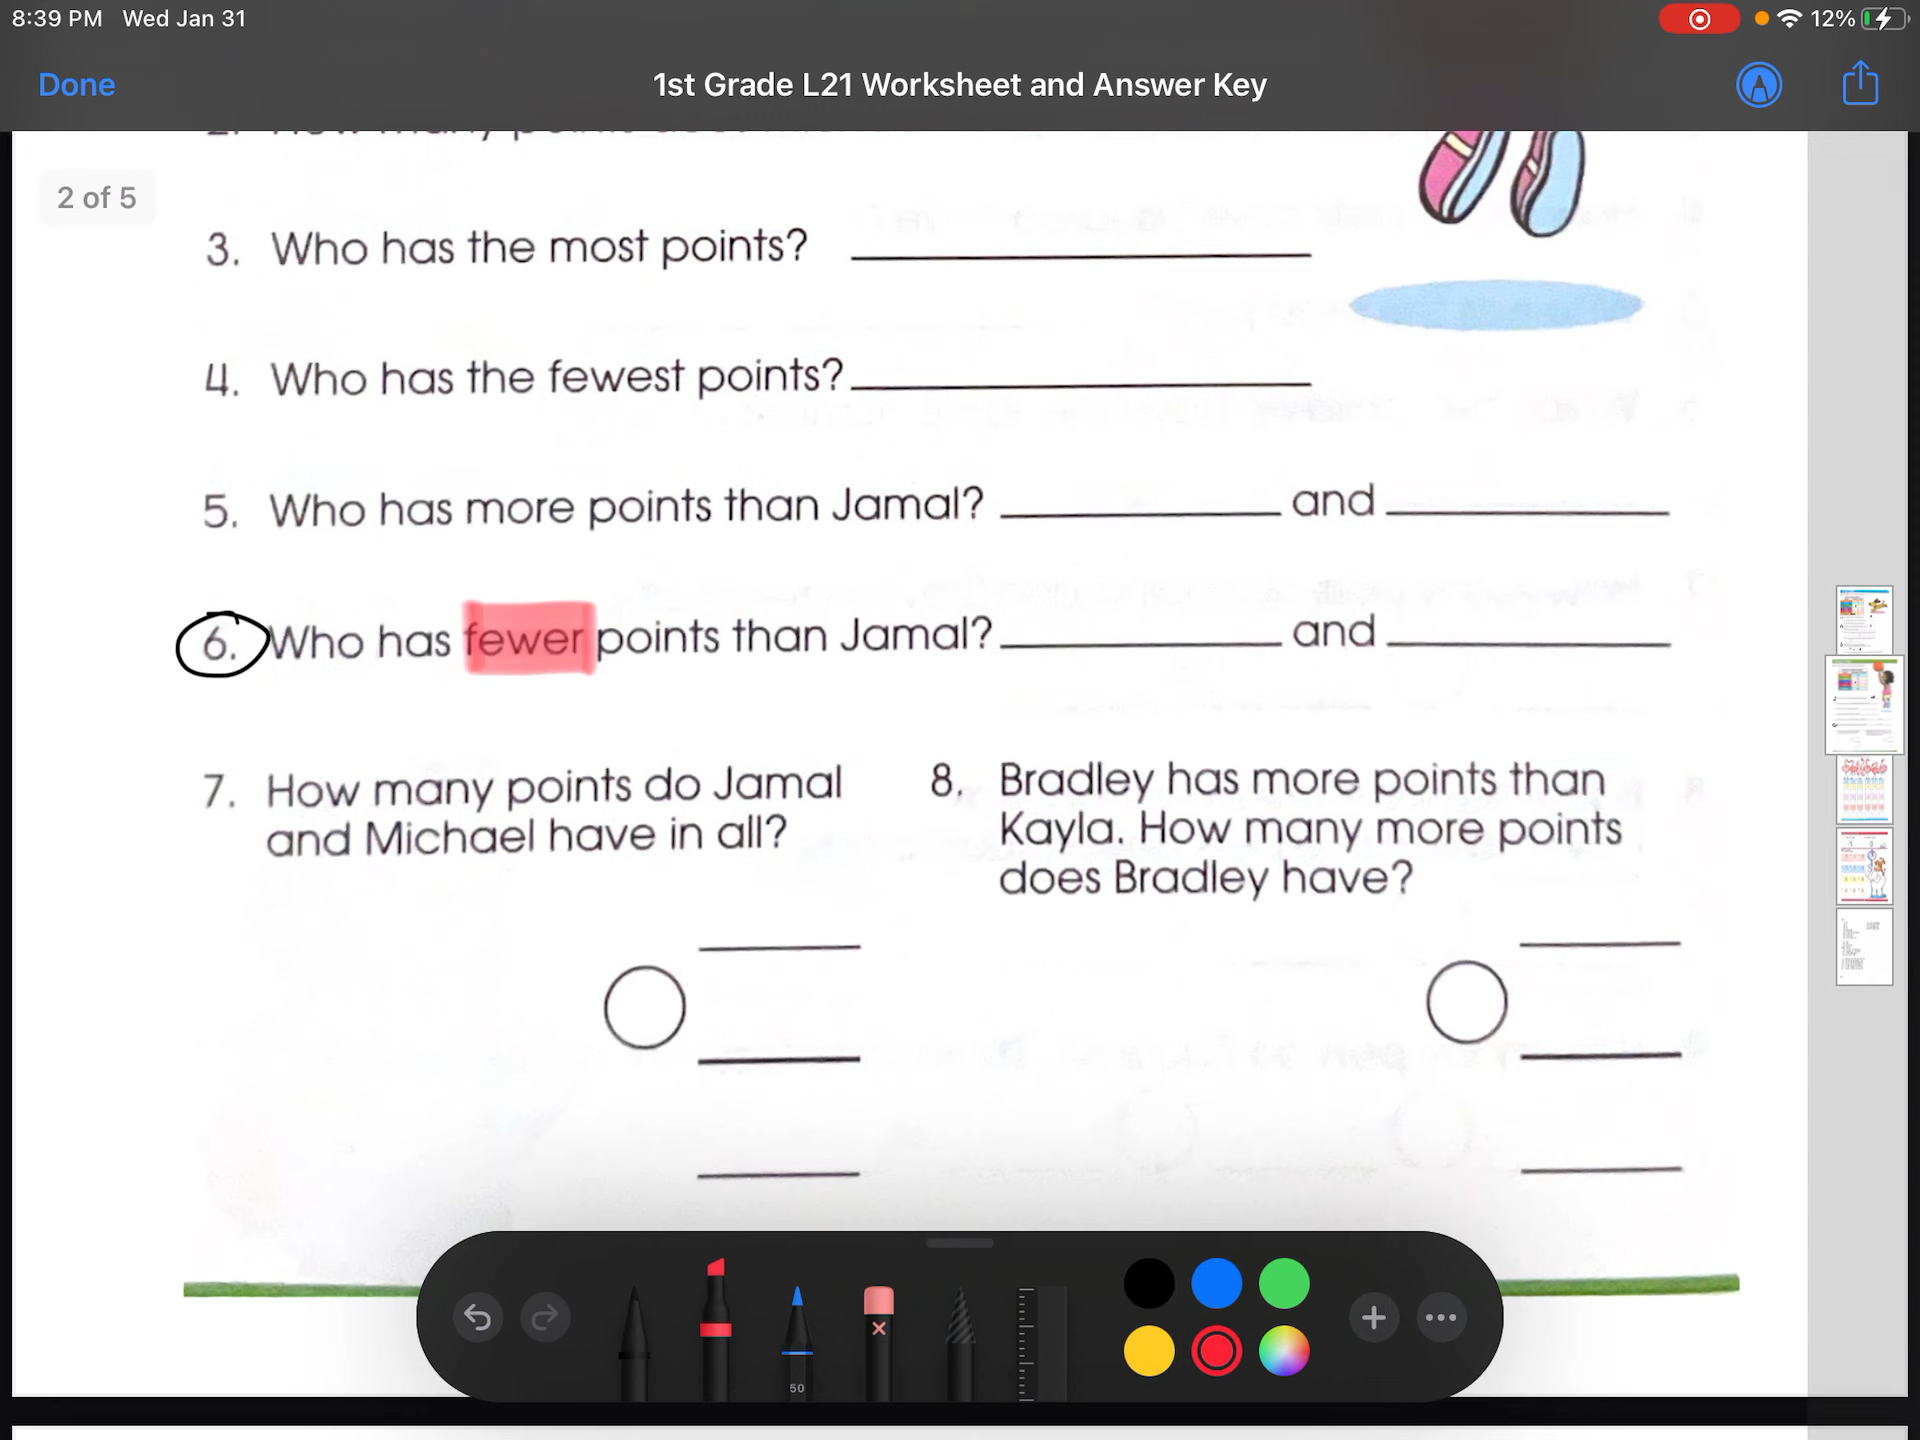 8:39 PM Wed Jan 31
12%
Done
1st Grade L21 Worksheet and Answer Key
2 of 5
3. Who has the most points?
4. Who has the fewest points?
5. Who has more points than Jamal? and
6. Who has fewer points than Jamal? and
7. How many points do Jamal
and Michael have in all?
8. Bradley has more points than
Kayla. How many more points
does Bradley have?
50